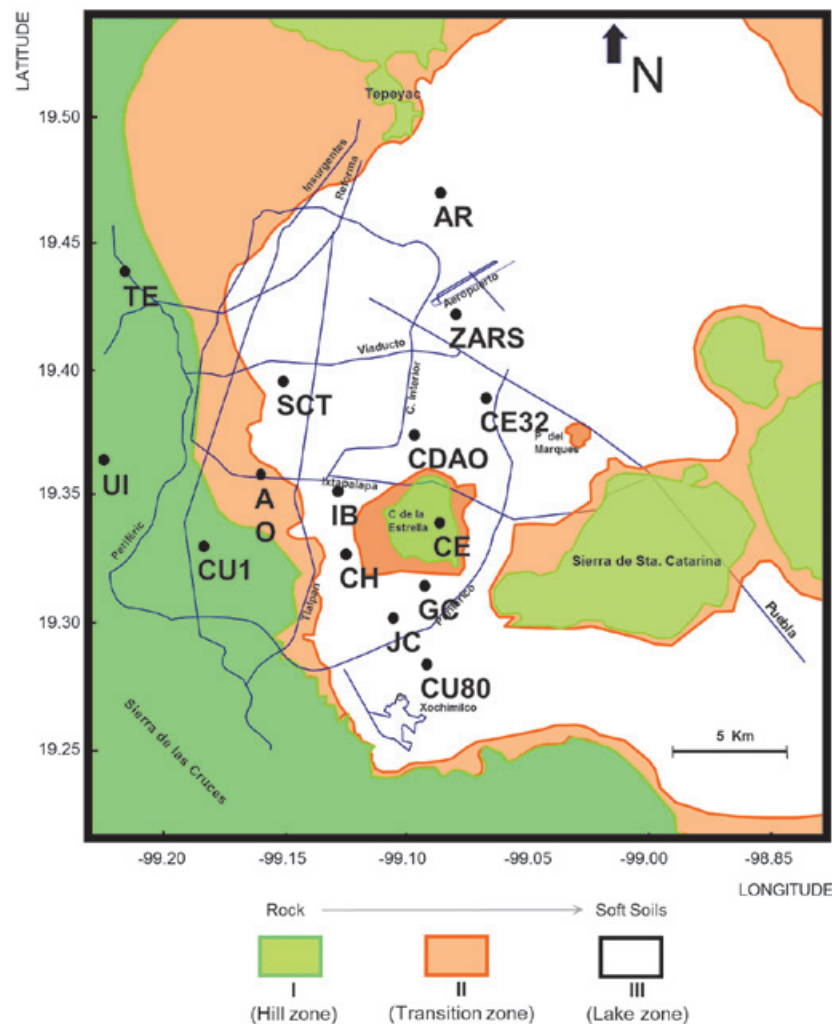 LATITUDE
N
Tepeyac
19.50
Insurgentes
Reforma
AR
19.45
TE
Aeropuerto
ZARS
Viaducto
19.40
SCT
C. Interior
CE32
CDAO
P del
Marques
UI
A
O
Ixtapalapa
19.35
IB
C de la
Estrella
CE
Sierra de Sta. Catarina
Periféric
CU1
CH
Tlalpan
GC
Periferico
Puebla
19.30
JC
CU80
Xochimilco
Sierra de las Cruces
5 Km
19.25
-99.20
-99.15
-99.10
-99.05
-99.00
-98.85
LONGITUDE
Rock
Soft Soils
I
II
III
(Hill zone)
(Transition zone)
(Lake zone)